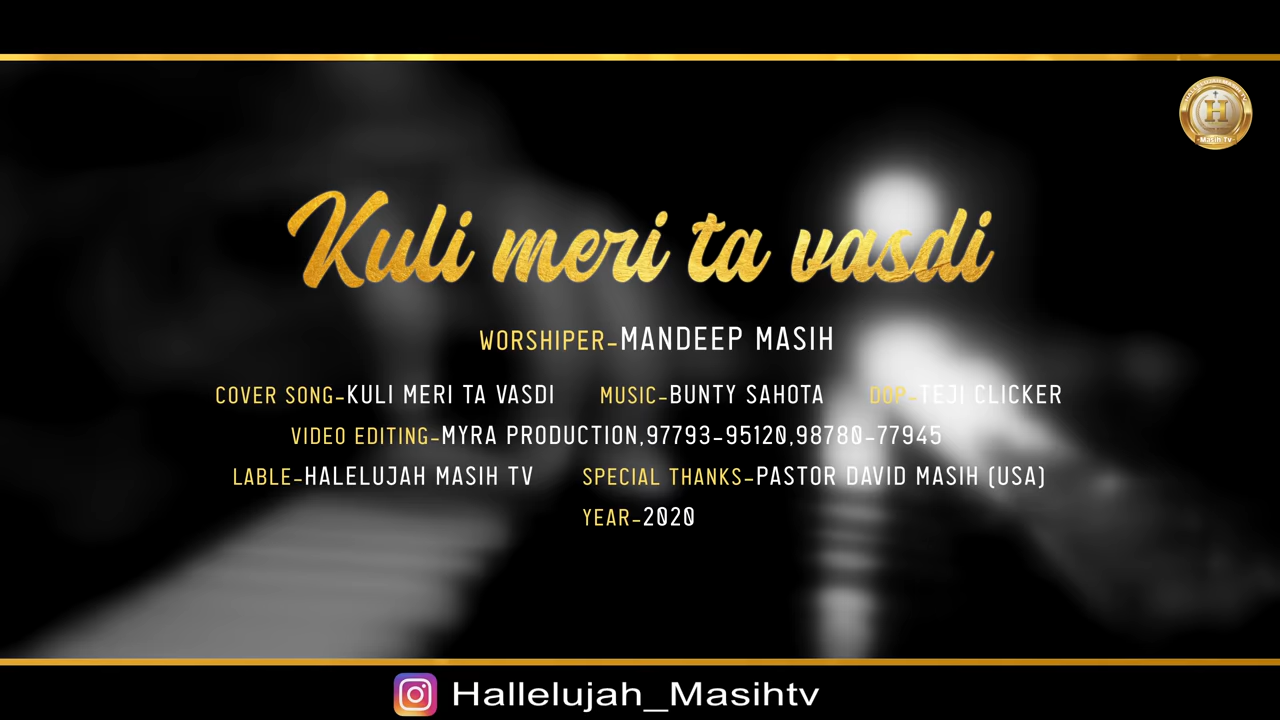 H
Masih Tv
Kuli meri ta vasdi
WORSHIPER-MANDEEP MASIH
COVER SONG-KULI MERI TA VASDI MUSIC-BUNTY SAHOTA DOP-TEJI CLICKER
VIDEO EDITING-MYRA PRODUCTION,97793-95120,98780-77945
LABLE-HALELUJAH MASIH TV SPECIAL THANKS-PASTOR DAVID MASIH (USA)
YEAR-2020
Hallelujah_Masihtv